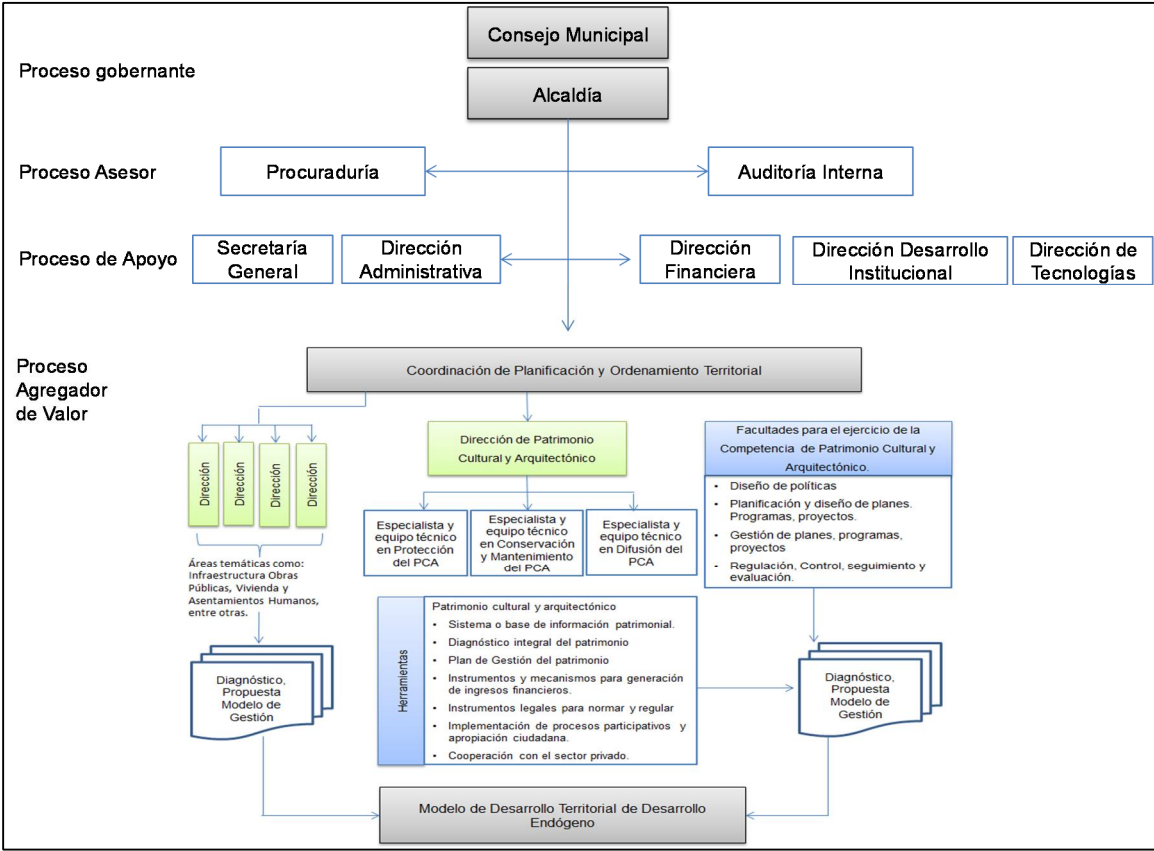 Consejo Municipal
Proceso gobernante
Alcaldía
Proceso Asesor
Procuraduría
Auditoría Interna
Proceso de Apoyo
Secretaría
General
Dirección
Administrativa
Dirección
Financiera
Dirección Desarrollo
Institucional
Dirección de
Tecnologías
Proceso
Agregador
de Valor
Coordinación de Planificación y Ordenamiento Territorial
Dirección
Dirección
Dirección
Dirección
Áreas temáticas como:
Infraestructura Obras
Públicas, Vivienda y
Asentamientos Humanos,
entre otras.
Diagnóstico,
Propuesta
Modelo de
Gestión
Dirección de Patrimonio
Cultural y Arquitectónico
Especialista y
equipo técnico
en Protección
del PCA
Especialista y
equipo técnico
en Conservación
y Mantenimiento
del PCA
Especialista y
equipo técnico
en Difusión del
PCA
Facultades para el ejercicio de la
Competencia de Patrimonio Cultural y
Arquitectónico.
• Diseño de políticas
• Planificación y diseño de planes.
Programas, proyectos.
• Gestión de planes, programas,
proyectos
• Regulación, Control, seguimiento y
evaluación.
Herramientas
Patrimonio cultural y arquitectónico
• Sistema o base de información patrimonial.
• Diagnóstico integral del patrimonio
• Plan de Gestión del patrimonio
• Instrumentos y mecanismos para generación
de ingresos financieros.
• Instrumentos legales para normar y regular
• Implementación de procesos participativos y
apropiación ciudadana.
• Cooperación con el sector privado.
Diagnóstico,
Propuesta
Modelo de
Gestión
Modelo de Desarrollo Territorial de Desarrollo
Endógeno